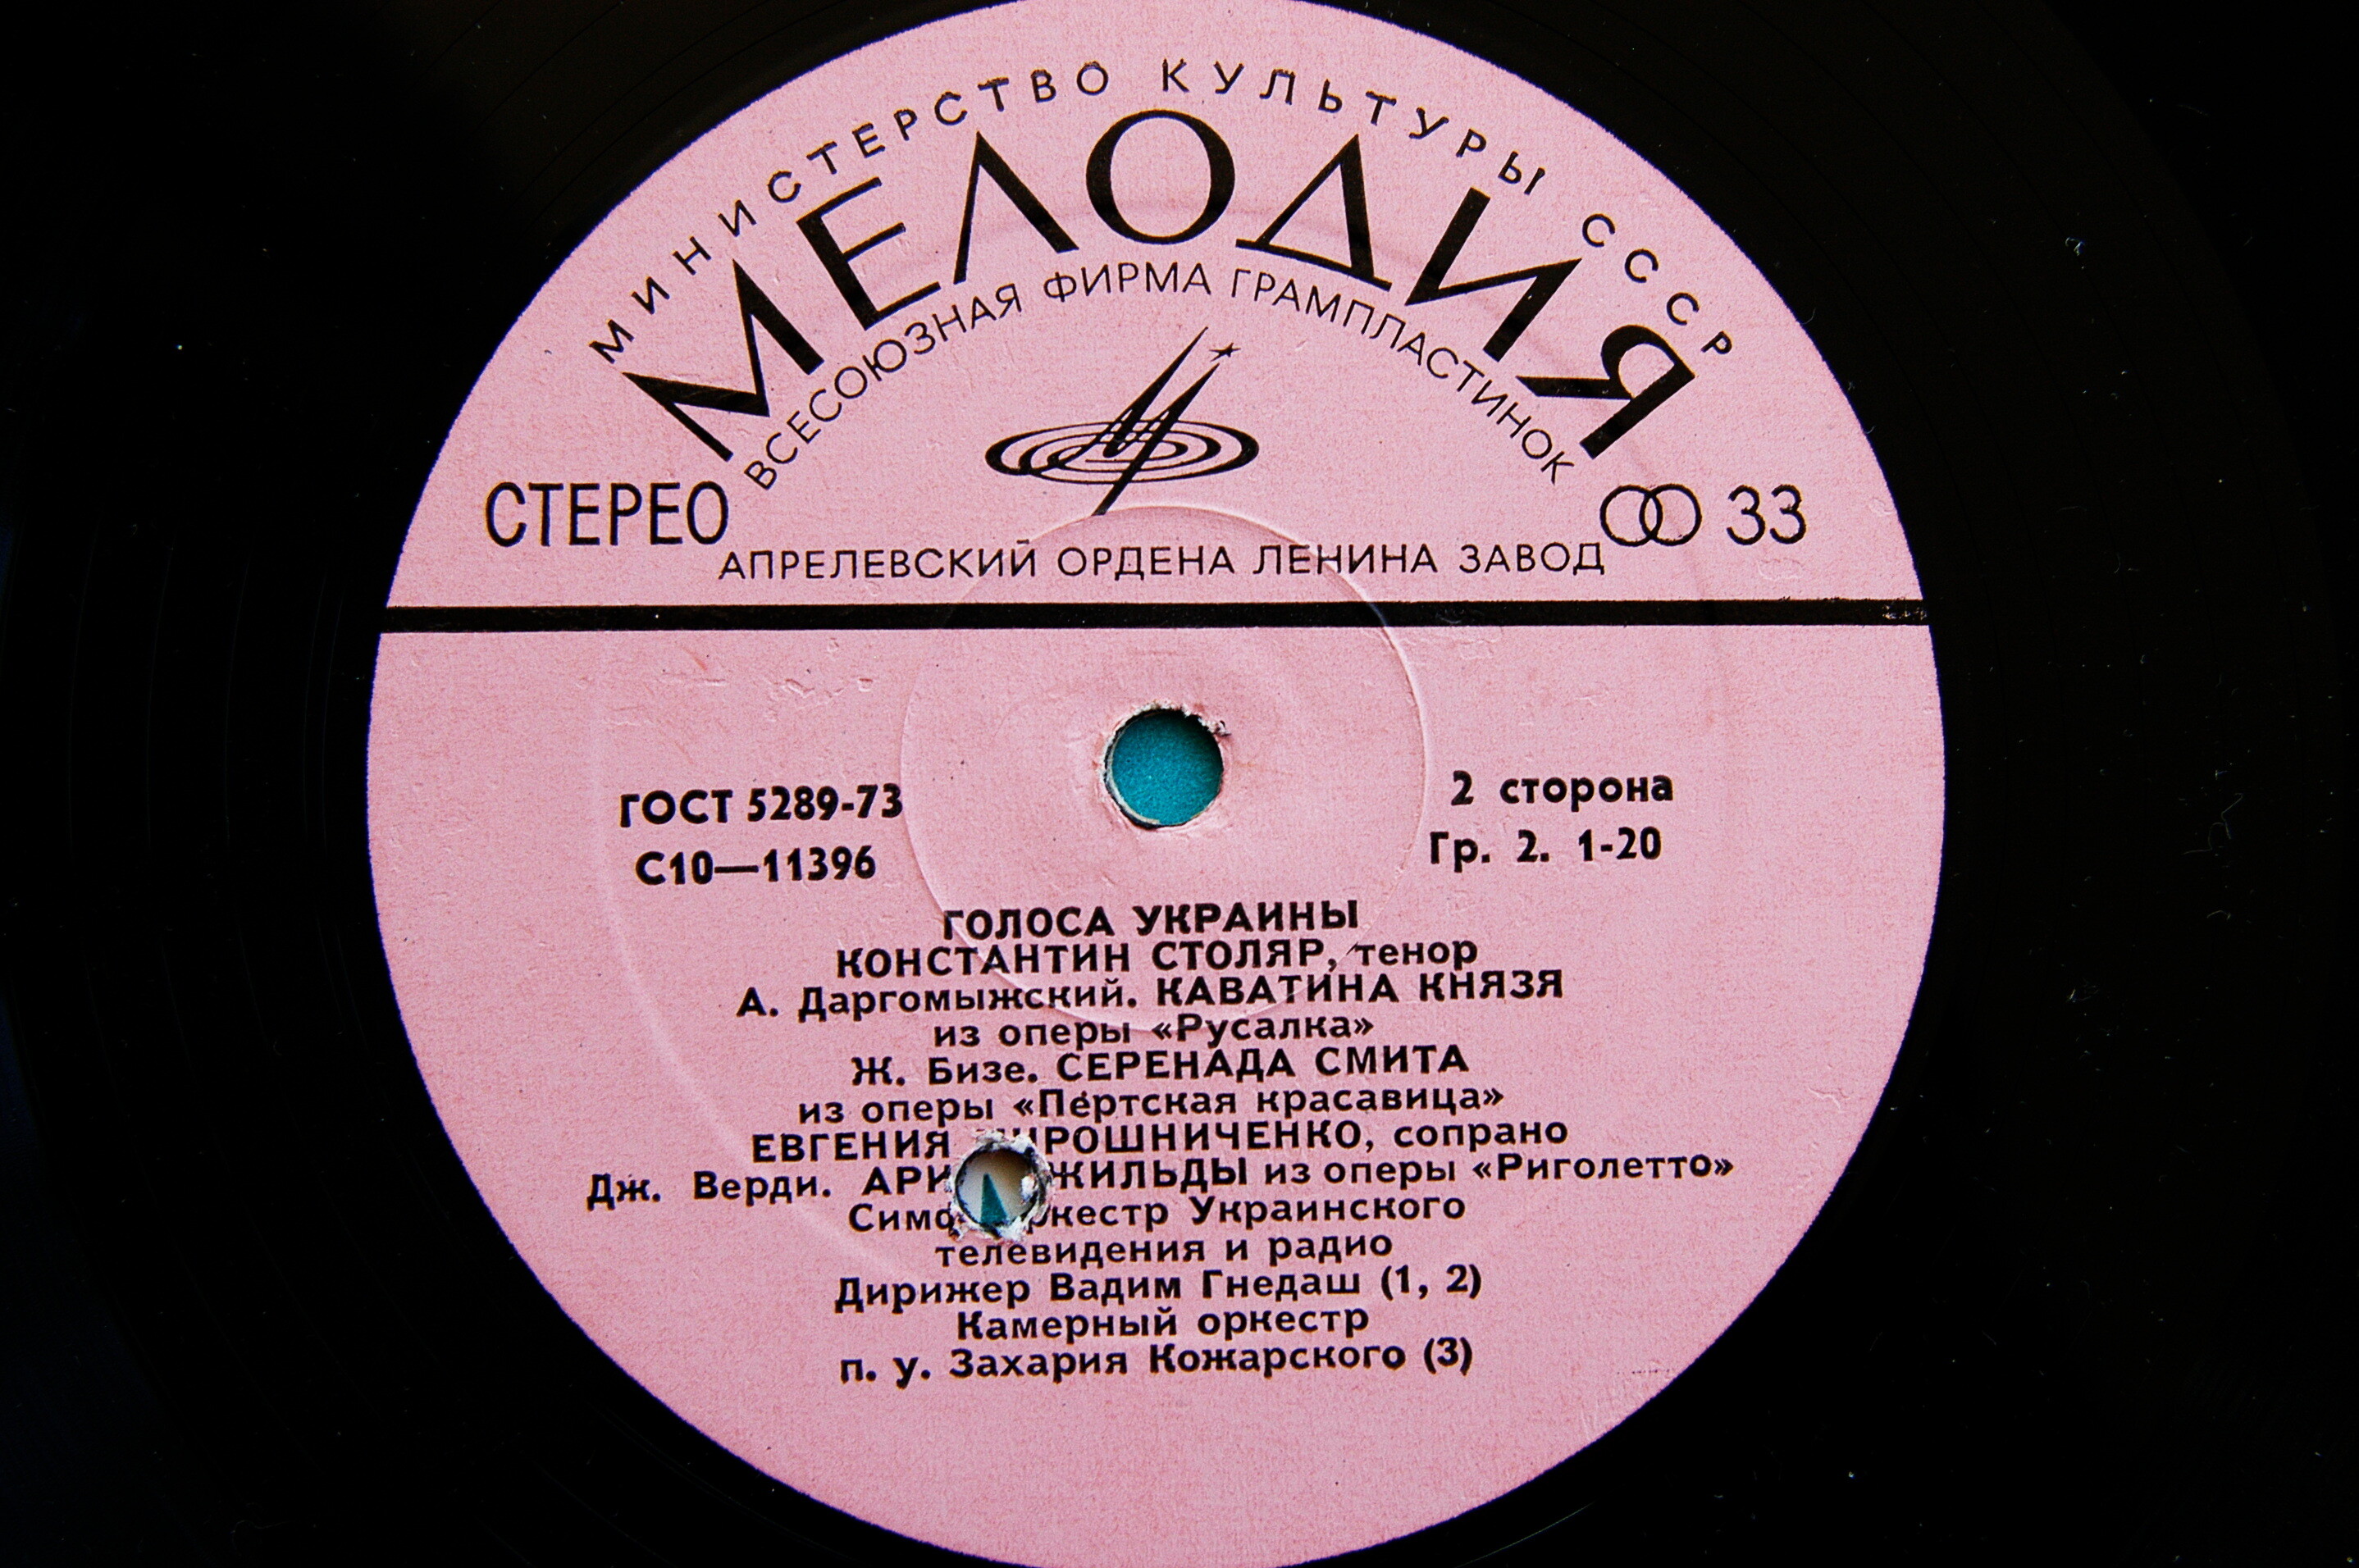 МИНИСТЕРСТВО КУЛЬТУРЫ СССР
МЕЛОДИЯ
ВСЕСОЮЗНАЯ ФИРМА ГРАМПЛАСТИНОК
СТЕРЕО
33
АПРЕЛЕВСКИЙ ОРДЕНА ЛЕНИНА ЗАВОД
ГОСТ 5289-73
С10—11396
2 сторона
Гр. 2. 1-20
ГОЛОСА УКРАИНЫ
КОНСТАНТИН СТОЛЯР, тенор
А. Даргомыжский. КАВАТИНА КНЯЗЯ
из оперы «Русалка»
Ж. Бизе. СЕРЕНАДА СМИТА
из оперы «Пертская красавица»
ЕВГЕНИЯ МИРОШНИЧЕНКО, сопрано
Дж. Верди. из оперы «Риголетто»
Украинского
телевидения и радио
Дирижер Вадим Гнедаш (1, 2)
Камерный оркестр
п. у. Захария Кожарского (3)